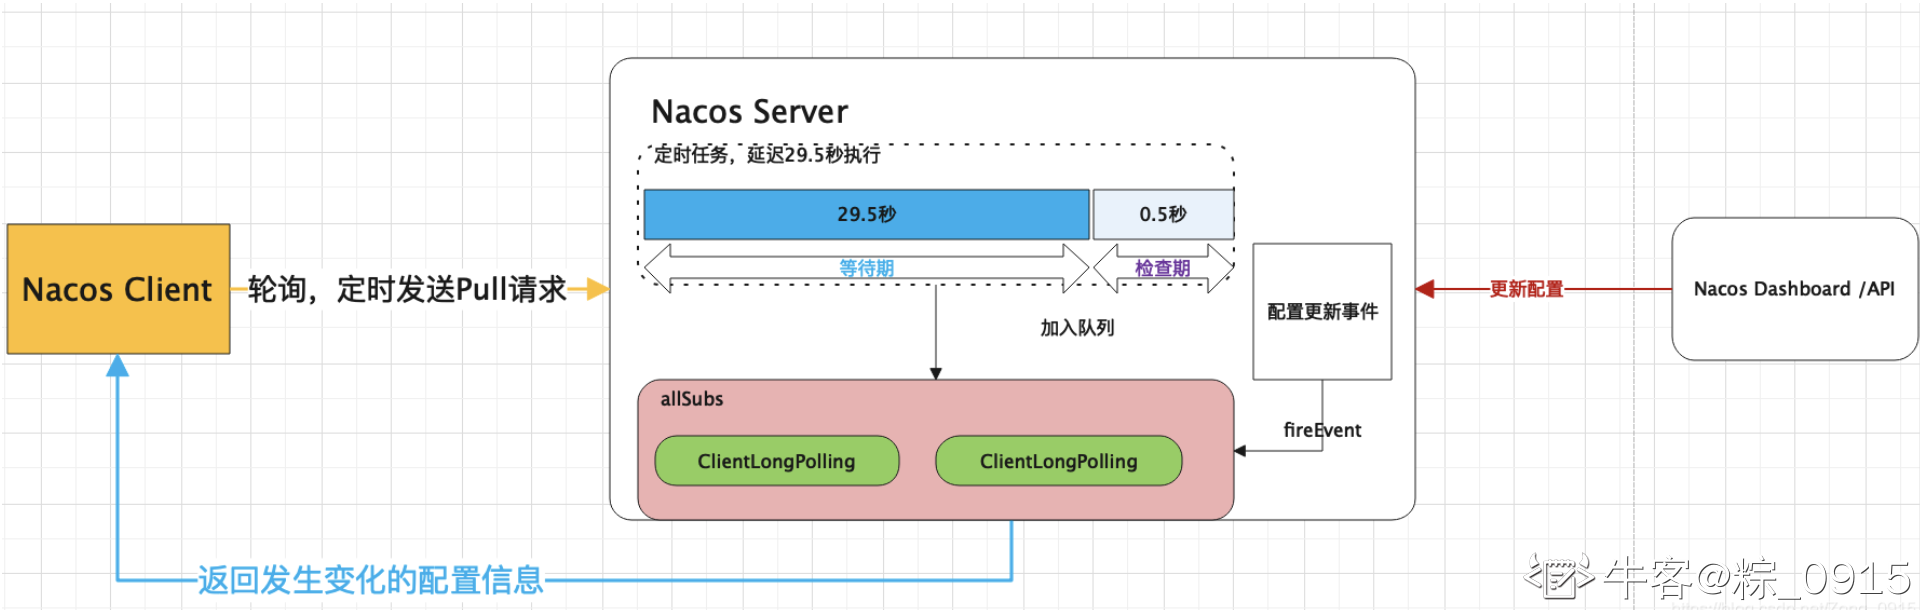 Nacos Server
定时任务，延迟29.5秒执行
29.5秒
0.5秒
等待期
检查期
Nacos Client
轮询，定时发送Pull请求
配置更新事件
更新配置
Nacos Dashboard /API
加入队列
allSubs
ClientLongPolling
ClientLongPolling
fireEvent
返回发生变化的配置信息
牛客@粽_0915